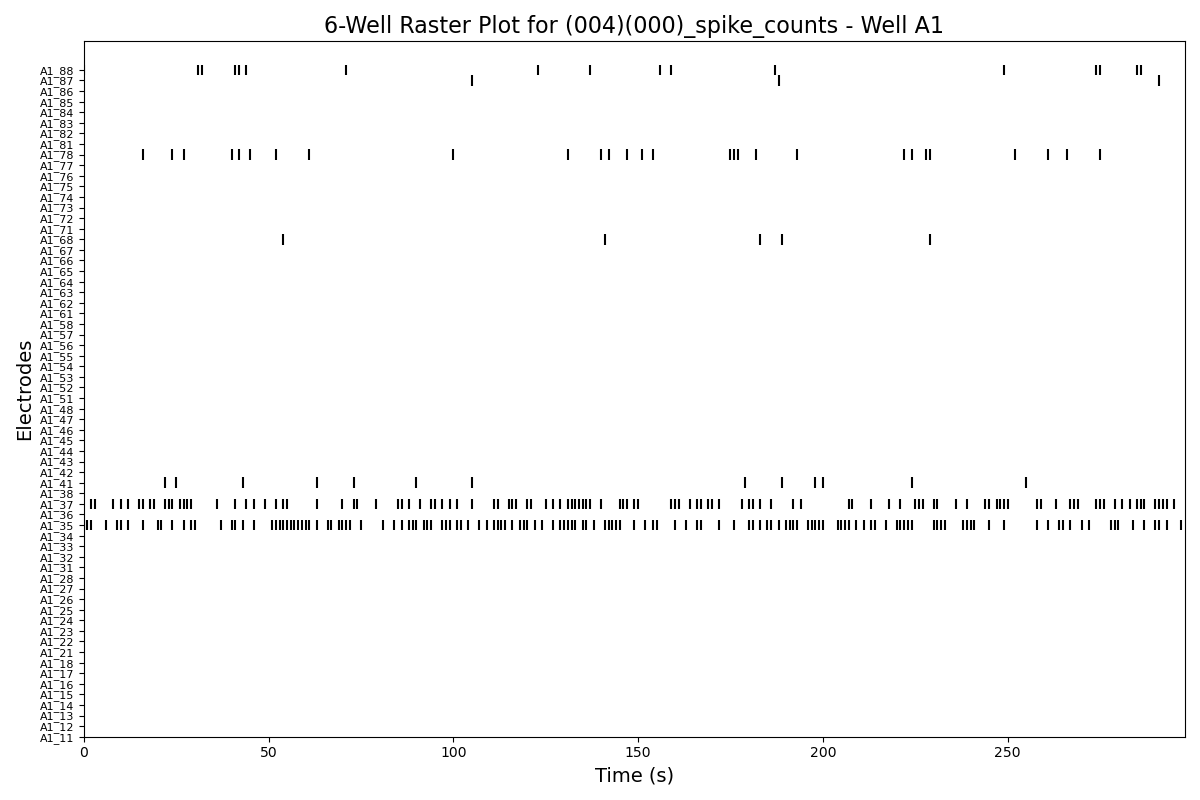 6-Well Raster Plot for (004)(000)_spike_counts - Well A1
Electrodes
A1_88
A1_87
A1_86
A1_85
A1_84
A1_83
A1_82
A1_81
A1_78
A1_77
A1_76
A1_75
A1_74
A1_73
A1_72
A1_71
A1_68
A1_67
A1_66
A1_65
A1_64
A1_63
A1_62
A1_61
A1_58
A1_57
A1_56
A1_55
A1_54
A1_53
A1_52
A1_51
A1_48
A1_47
A1_46
A1_45
A1_44
A1_43
A1_42
A1_41
A1_38
A1_37
A1_36
A1_35
A1_34
A1_33
A1_32
A1_31
A1_28
A1_27
A1_26
A1_25
A1_24
A1_23
A1_22
A1_21
A1_18
A1_17
A1_16
A1_15
A1_14
A1_13
A1_12
A1_11
0 50 100 150 200 250
Time (s)